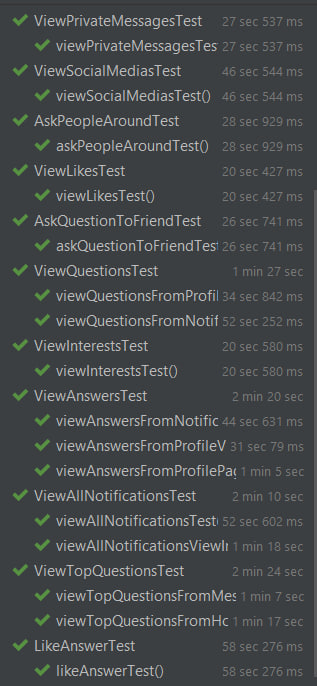 ViewPrivateMessagesTest 27 sec 537 ms
viewPrivateMessagesTes 27 sec 537 ms
ViewSocialMediasTest 46 sec 544 ms
viewSocialMediasTest() 46 sec 544 ms
AskPeopleAroundTest 28 sec 929 ms
askPeopleAroundTest() 28 sec 929 ms
ViewLikesTest 20 sec 427 ms
viewLikesTest() 20 sec 427 ms
AskQuestionToFriendTest 26 sec 741 ms
askQuestionToFriendTest 26 sec 741 ms
ViewQuestionsTest 1 min 27 sec
viewQuestionsFromProfil 34 sec 842 ms
viewQuestionsFromNotif 52 sec 252 ms
ViewInterestsTest 20 sec 580 ms
viewInterestsTest() 20 sec 580 ms
ViewAnswersTest 2 min 20 sec
viewAnswersFromNotific 44 sec 631 ms
viewAnswersFromProfileV 31 sec 79 ms
viewAnswersFromProfilePag 1 min 5 sec
ViewAllNotificationsTest 2 min 10 sec
viewAllNotificationsTest( 52 sec 602 ms
viewAllNotificationsViewIr 1 min 18 sec
ViewTopQuestionsTest 2 min 24 sec
viewTopQuestionsFromMes 1 min 7 sec
viewTopQuestionsFromHo 1 min 17 sec
LikeAnswerTest 58 sec 276 ms
likeAnswerTest() 58 sec 276 ms